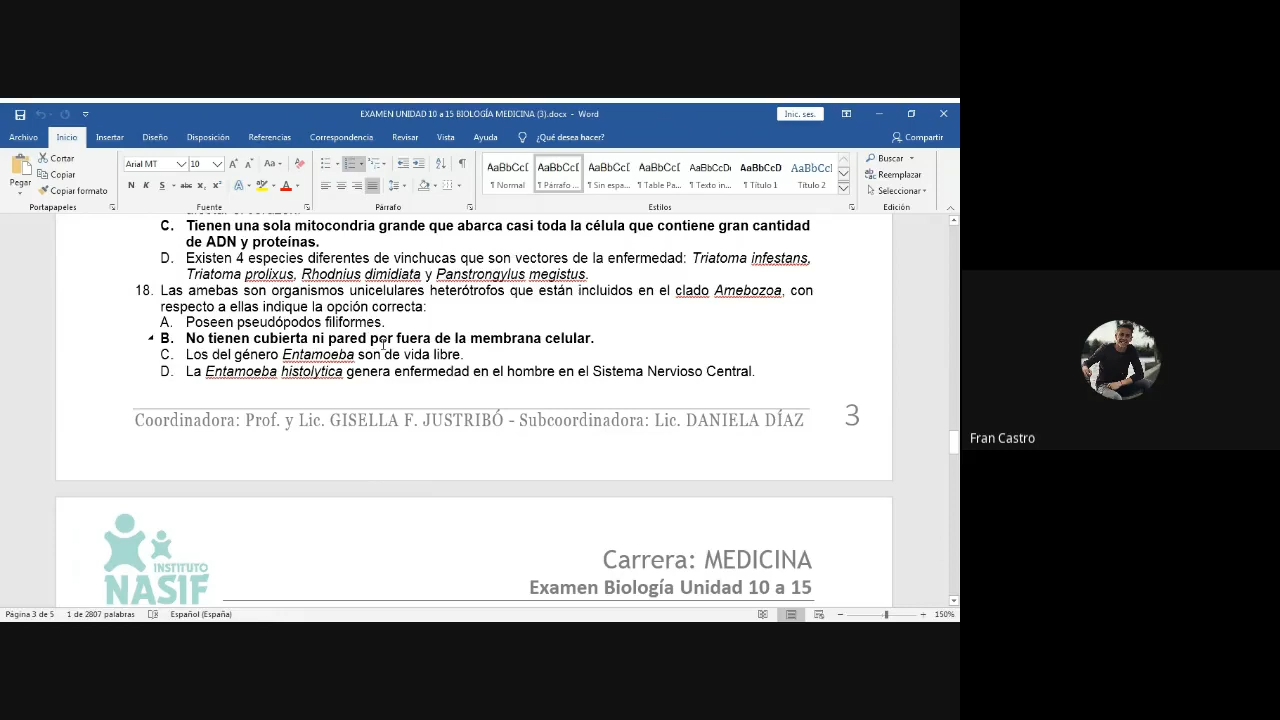 EXAMEN UNIDAD 10 a 15 BIOLOGÍA MEDICINA (3).docx - Word
Inic. ses.
Archivo Inicio Insertar Diseño Disposición Referencias Correspondencia Revisar Vista Ayuda ¿Qué desea hacer? Compartir
Pegar
Cortar
Copiar
Copiar formato
Portapapeles
Arial MT 10
Fuente
Párrafo
AaBbCcI AaBbCcI AaBbCcI AaBbCcI AaBbCcD AaBbCcD AaBbCcI
¶ Normal ¶ Párrafo ... ¶ Sin espa... ¶ Table Pa... ¶ Texto in... ¶ Título 1 Título 2
Estilos
Buscar
Reemplazar
Seleccionar
Edición
C. Tienen una sola mitocondria grande que abarca casi toda la célula que contiene gran cantidad
de ADN y proteínas.
D. Existen 4 especies diferentes de vinchucas que son vectores de la enfermedad: Triatoma infestans,
Triatoma prolixus, Rhodnius dimidiata y Panstrongylus megistus.
18. Las amebas son organismos unicelulares heterótrofos que están incluidos en el clado Amebozoa, con
respecto a ellas indique la opción correcta:
A. Poseen pseudópodos filiformes.
B. No tienen cubierta ni pared por fuera de la membrana celular.
C. Los del género Entamoeba son de vida libre.
D. La Entamoeba histolytica genera enfermedad en el hombre en el Sistema Nervioso Central.
Coordinadora: Prof. y Lic. GISELLA F. JUSTRIBÓ - Subcoordinadora: Lic. DANIELA DÍAZ 3
INSTITUTO
NASIF
Carrera: MEDICINA
Examen Biología Unidad 10 a 15
Página 3 de 5 1 de 2807 palabras Español (España) 150%
Fran Castro